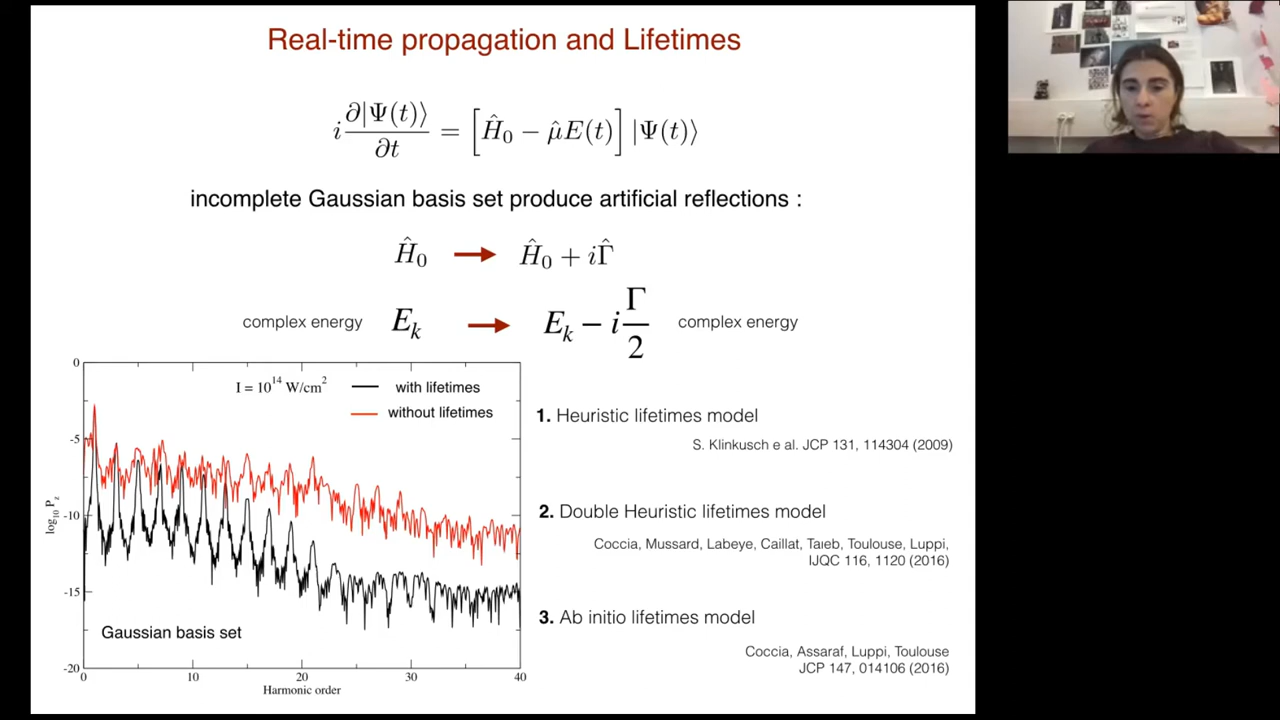 Real-time propagation and Lifetimes
i ∂|Ψ(t)⟩ / ∂t = [Ĥ₀ − μ̂E(t)] |Ψ(t)⟩
incomplete Gaussian basis set produce artificial reflections :
Ĥ₀ → Ĥ₀ + iΓ̂
complex energy Eₖ → Eₖ − i Γ/2 complex energy
I = 10¹⁴ W/cm²
with lifetimes
without lifetimes
Gaussian basis set
log₁₀ P_z
0
-5
-10
-15
-20
0 10 20 30 40
Harmonic order
1. Heuristic lifetimes model
S. Klinkusch e al. JCP 131, 114304 (2009)
2. Double Heuristic lifetimes model
Coccia, Mussard, Labeye, Caillat, Taıeb, Toulouse, Luppi,
IJQC 116, 1120 (2016)
3. Ab initio lifetimes model
Coccia, Assaraf, Luppi, Toulouse
JCP 147, 014106 (2016)